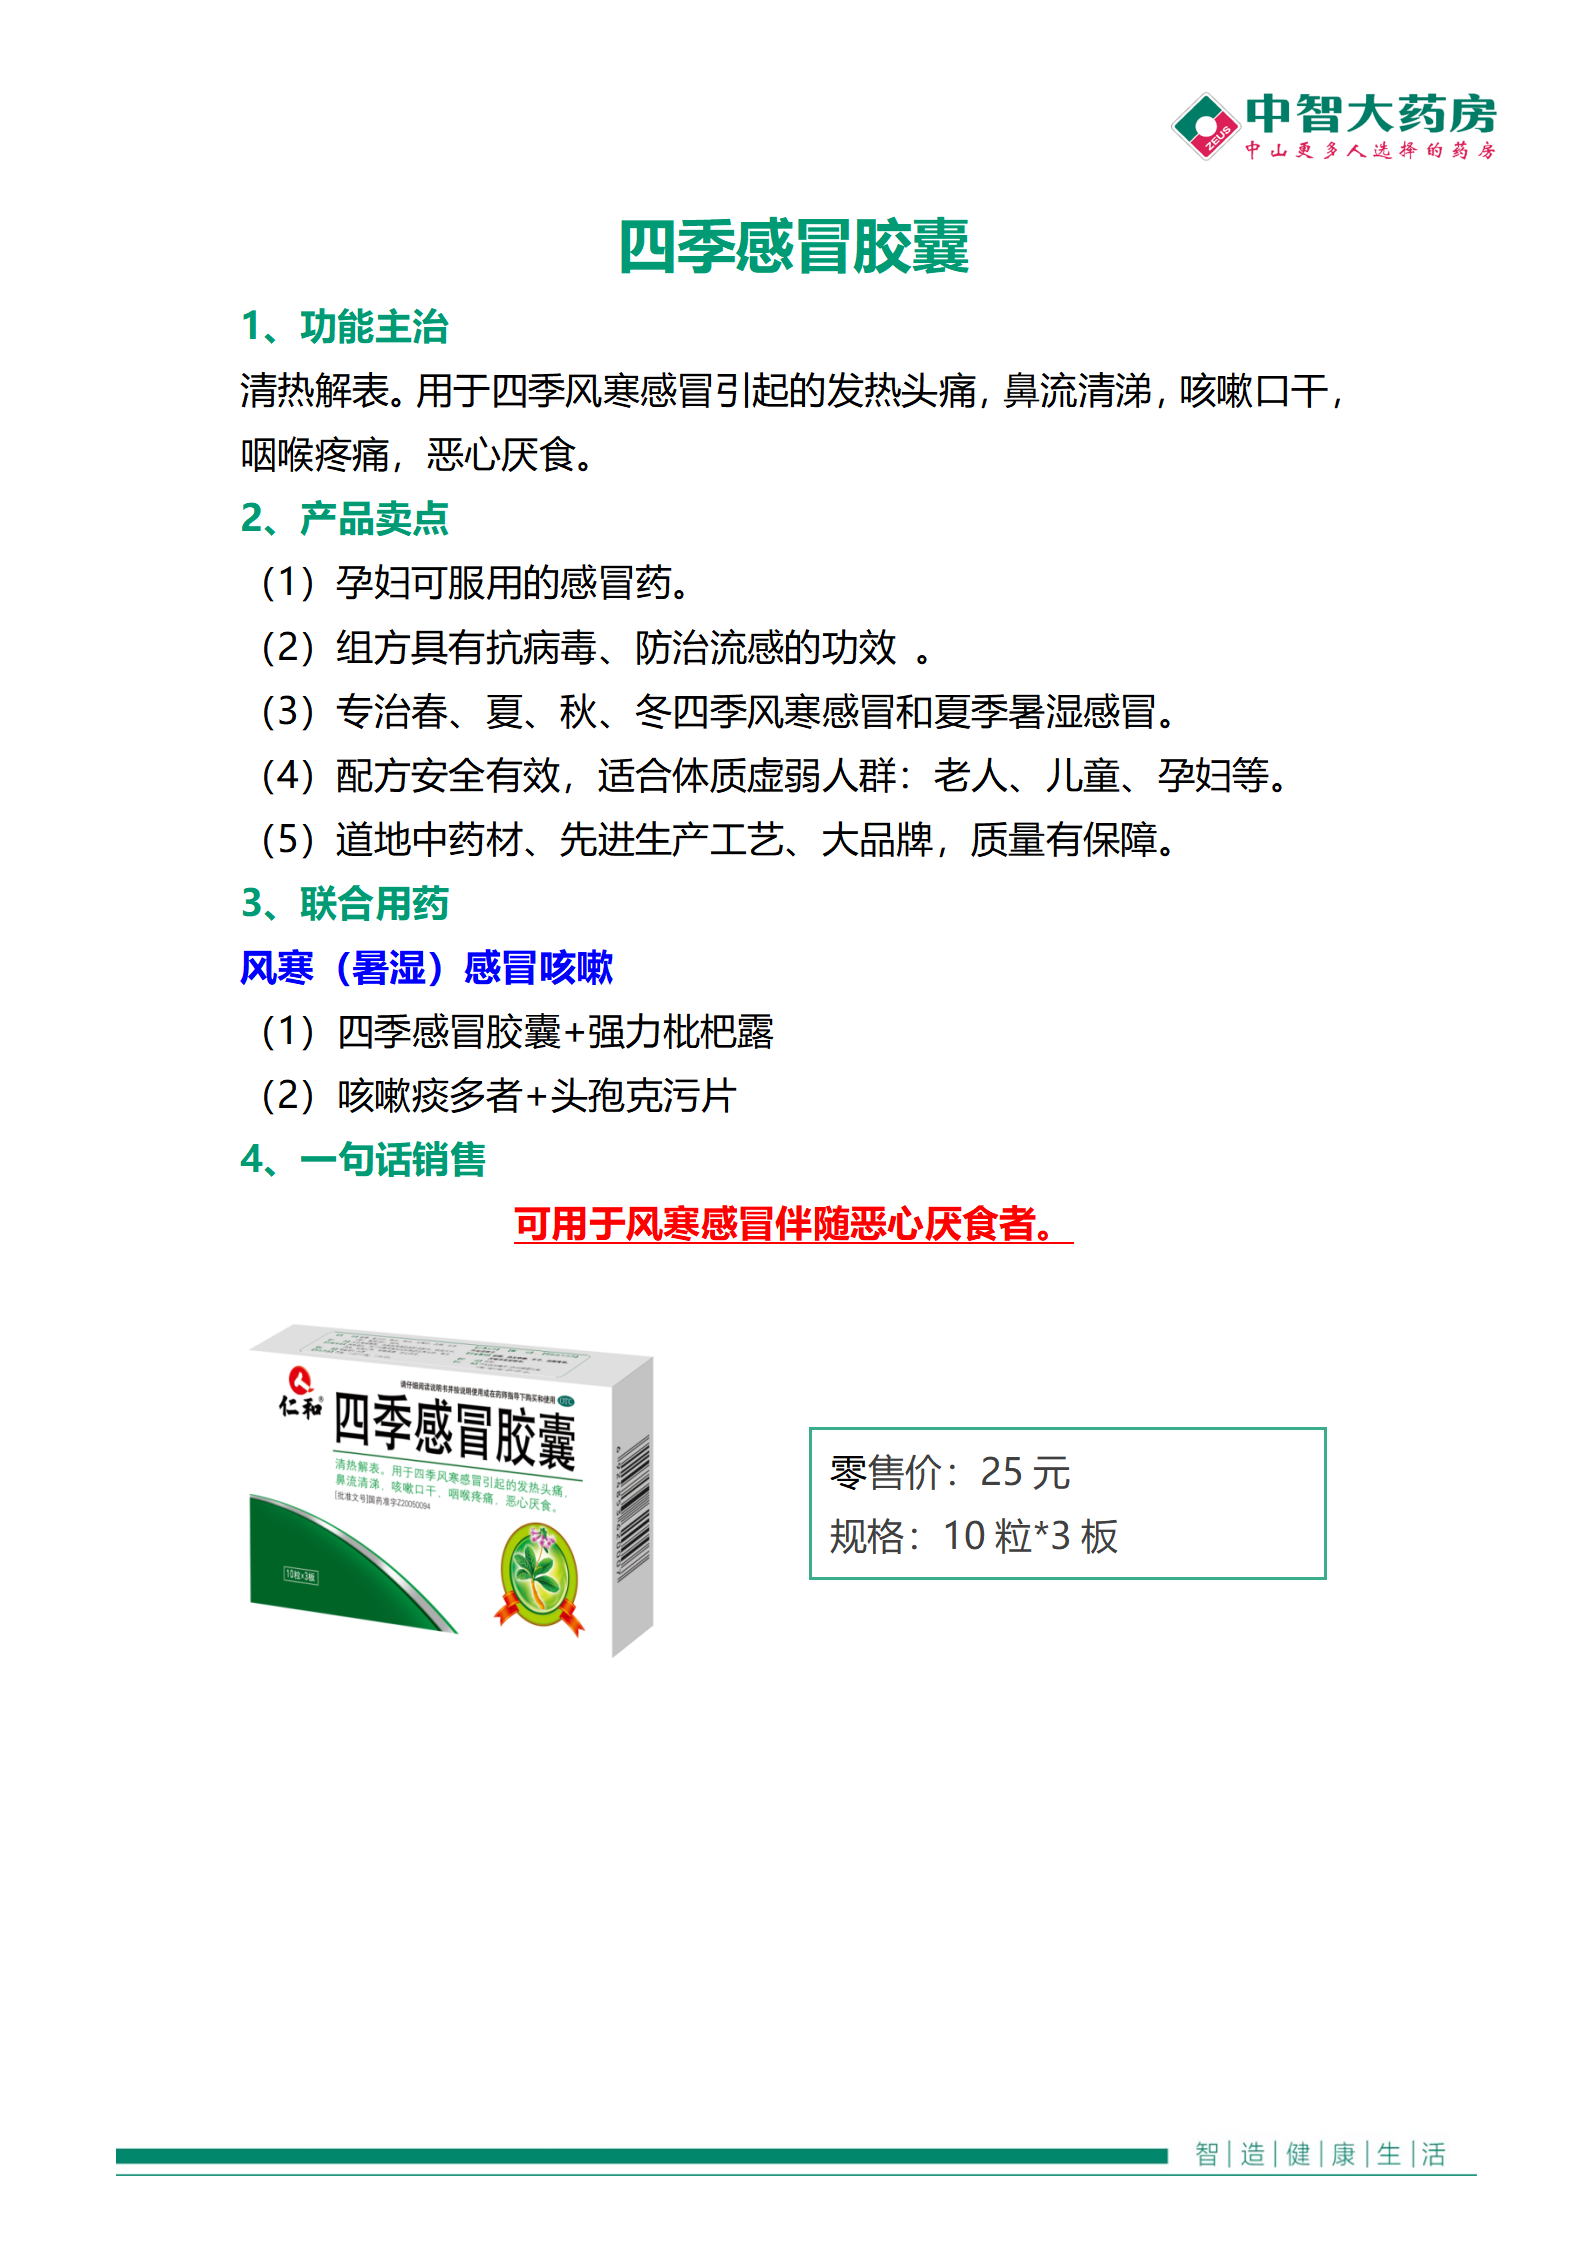 中智大药房
ZEUS
中山更多人选择的药房
四季感冒胶囊
1、功能主治
清热解表。用于四季风寒感冒引起的发热头痛，鼻流清涕，咳嗽口干，
咽喉疼痛，恶心厌食。
2、产品卖点
（1）孕妇可服用的感冒药。
（2）组方具有抗病毒、防治流感的功效 。
（3）专治春、夏、秋、冬四季风寒感冒和夏季暑湿感冒。
（4）配方安全有效，适合体质虚弱人群：老人、儿童、孕妇等。
（5）道地中药材、先进生产工艺、大品牌，质量有保障。
3、联合用药
风寒（暑湿）感冒咳嗽
（1）四季感冒胶囊+强力枇杷露
（2）咳嗽痰多者+头孢克污片
4、一句话销售
可用于风寒感冒伴随恶心厌食者。
请仔细阅读说明书并按说明使用或在药师指导下购买和使用 OTC
仁和®
四季感冒胶囊
清热解表。用于四季风寒感冒引起的发热头痛，
鼻流清涕，咳嗽口干，咽喉疼痛，恶心厌食。
[批准文号]国药准字Z20050094
10粒×3板
零售价：25 元
规格：10 粒*3 板
智|造|健|康|生|活